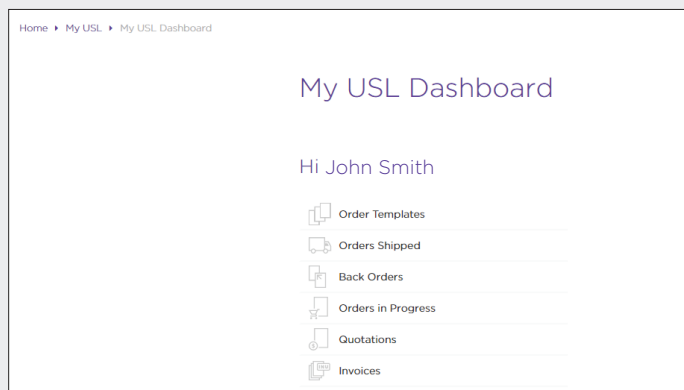 Home ▸ My USL ▸ My USL Dashboard
My USL Dashboard
Hi John Smith
Order Templates
Orders Shipped
Back Orders
Orders in Progress
Quotations
Invoices